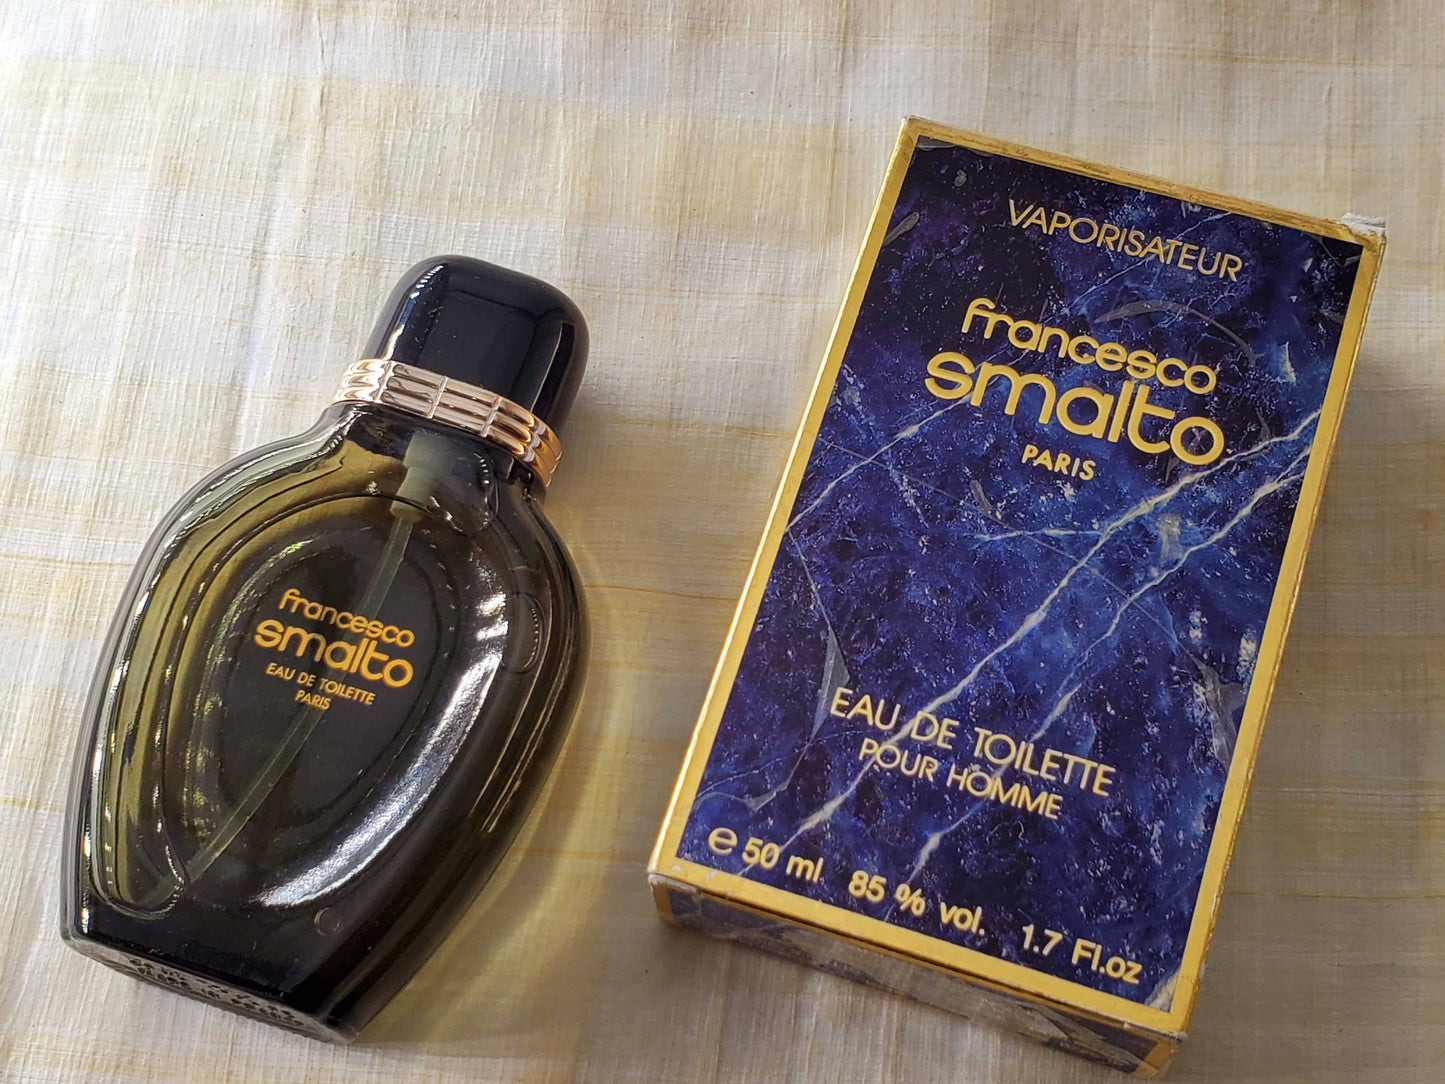 francesco
smalto
EAU DE TOILETTE
PARIS
VAPORISATEUR
francesco
smalto
PARIS
EAU DE TOILETTE
POUR HOMME
℮ 50 ml 85 % vol. 1.7 Fl.oz